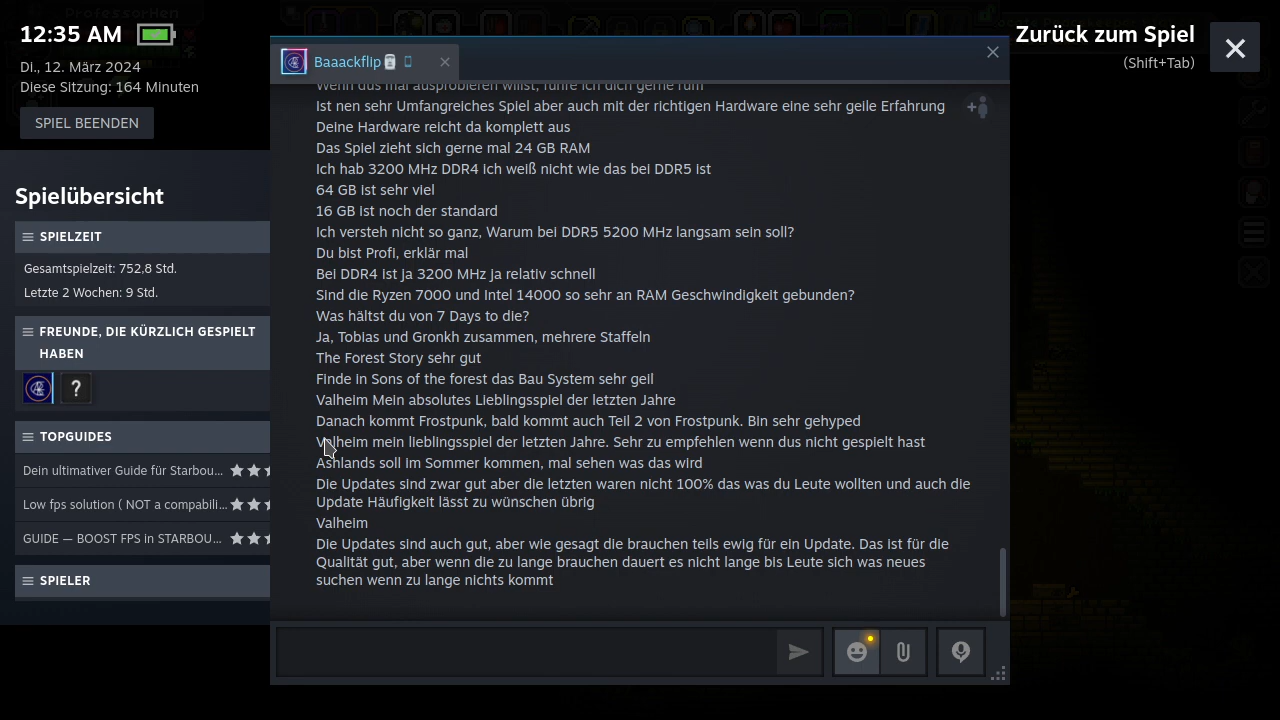 ProfessorHen
12:35 AM
Di., 12. März 2024
Diese Sitzung: 164 Minuten
SPIEL BEENDEN
Spielübersicht
SPIELZEIT
Gesamtspielzeit: 752,8 Std.
Letzte 2 Wochen: 9 Std.
FREUNDE, DIE KÜRZLICH GESPIELT
HABEN
?
TOPGUIDES
Dein ultimativer Guide für Starbou...
Low fps solution ( NOT a compabili...
GUIDE — BOOST FPS in STARBOU...
SPIELER
Baaackflip
Wenn dus mal ausprobieren willst, führe ich dich gerne rum
Ist nen sehr Umfangreiches Spiel aber auch mit der richtigen Hardware eine sehr geile Erfahrung
Deine Hardware reicht da komplett aus
Das Spiel zieht sich gerne mal 24 GB RAM
Ich hab 3200 MHz DDR4 ich weiß nicht wie das bei DDR5 ist
64 GB ist sehr viel
16 GB ist noch der standard
Ich versteh nicht so ganz, Warum bei DDR5 5200 MHz langsam sein soll?
Du bist Profi, erklär mal
Bei DDR4 ist ja 3200 MHz ja relativ schnell
Sind die Ryzen 7000 und Intel 14000 so sehr an RAM Geschwindigkeit gebunden?
Was hältst du von 7 Days to die?
Ja, Tobias und Gronkh zusammen, mehrere Staffeln
The Forest Story sehr gut
Finde in Sons of the forest das Bau System sehr geil
Valheim Mein absolutes Lieblingsspiel der letzten Jahre
Danach kommt Frostpunk, bald kommt auch Teil 2 von Frostpunk. Bin sehr gehyped
Valheim mein lieblingsspiel der letzten Jahre. Sehr zu empfehlen wenn dus nicht gespielt hast
Ashlands soll im Sommer kommen, mal sehen was das wird
Die Updates sind zwar gut aber die letzten waren nicht 100% das was du Leute wollten und auch die
Update Häufigkeit lässt zu wünschen übrig
Valheim
Die Updates sind auch gut, aber wie gesagt die brauchen teils ewig für ein Update. Das ist für die
Qualität gut, aber wenn die zu lange brauchen dauert es nicht lange bis Leute sich was neues
suchen wenn zu lange nichts kommt
Zurück zum Spiel
(Shift+Tab)